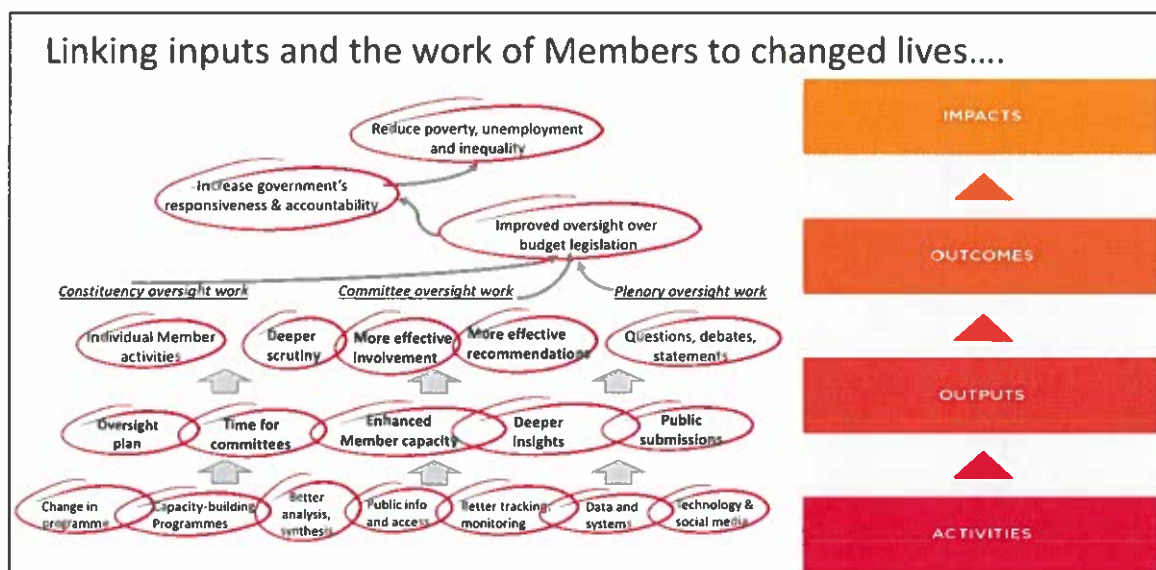 Linking inputs and the work of Members to changed lives....
Reduce poverty, unemployment
and inequality
Increase government's
responsiveness & accountability
Improved oversight over
budget legislation
Constituency oversight work
Committee oversight work
Plenory oversight work
Individual Member
activities
Deeper
scrutiny
More effective
involvement
More effective
recommendations
Questions, debates,
statements
Oversight
plan
Time for
committees
Enhanced
Member capacity
Deeper
insights
Public
submissions
Change in
programme
Capacity-building
Programmes
Better
analysis,
synthesis
Public info
and access
Better tracking,
monitoring
Data and
systems
Technology &
social media
IMPACTS
OUTCOMES
OUTPUTS
ACTIVITIES